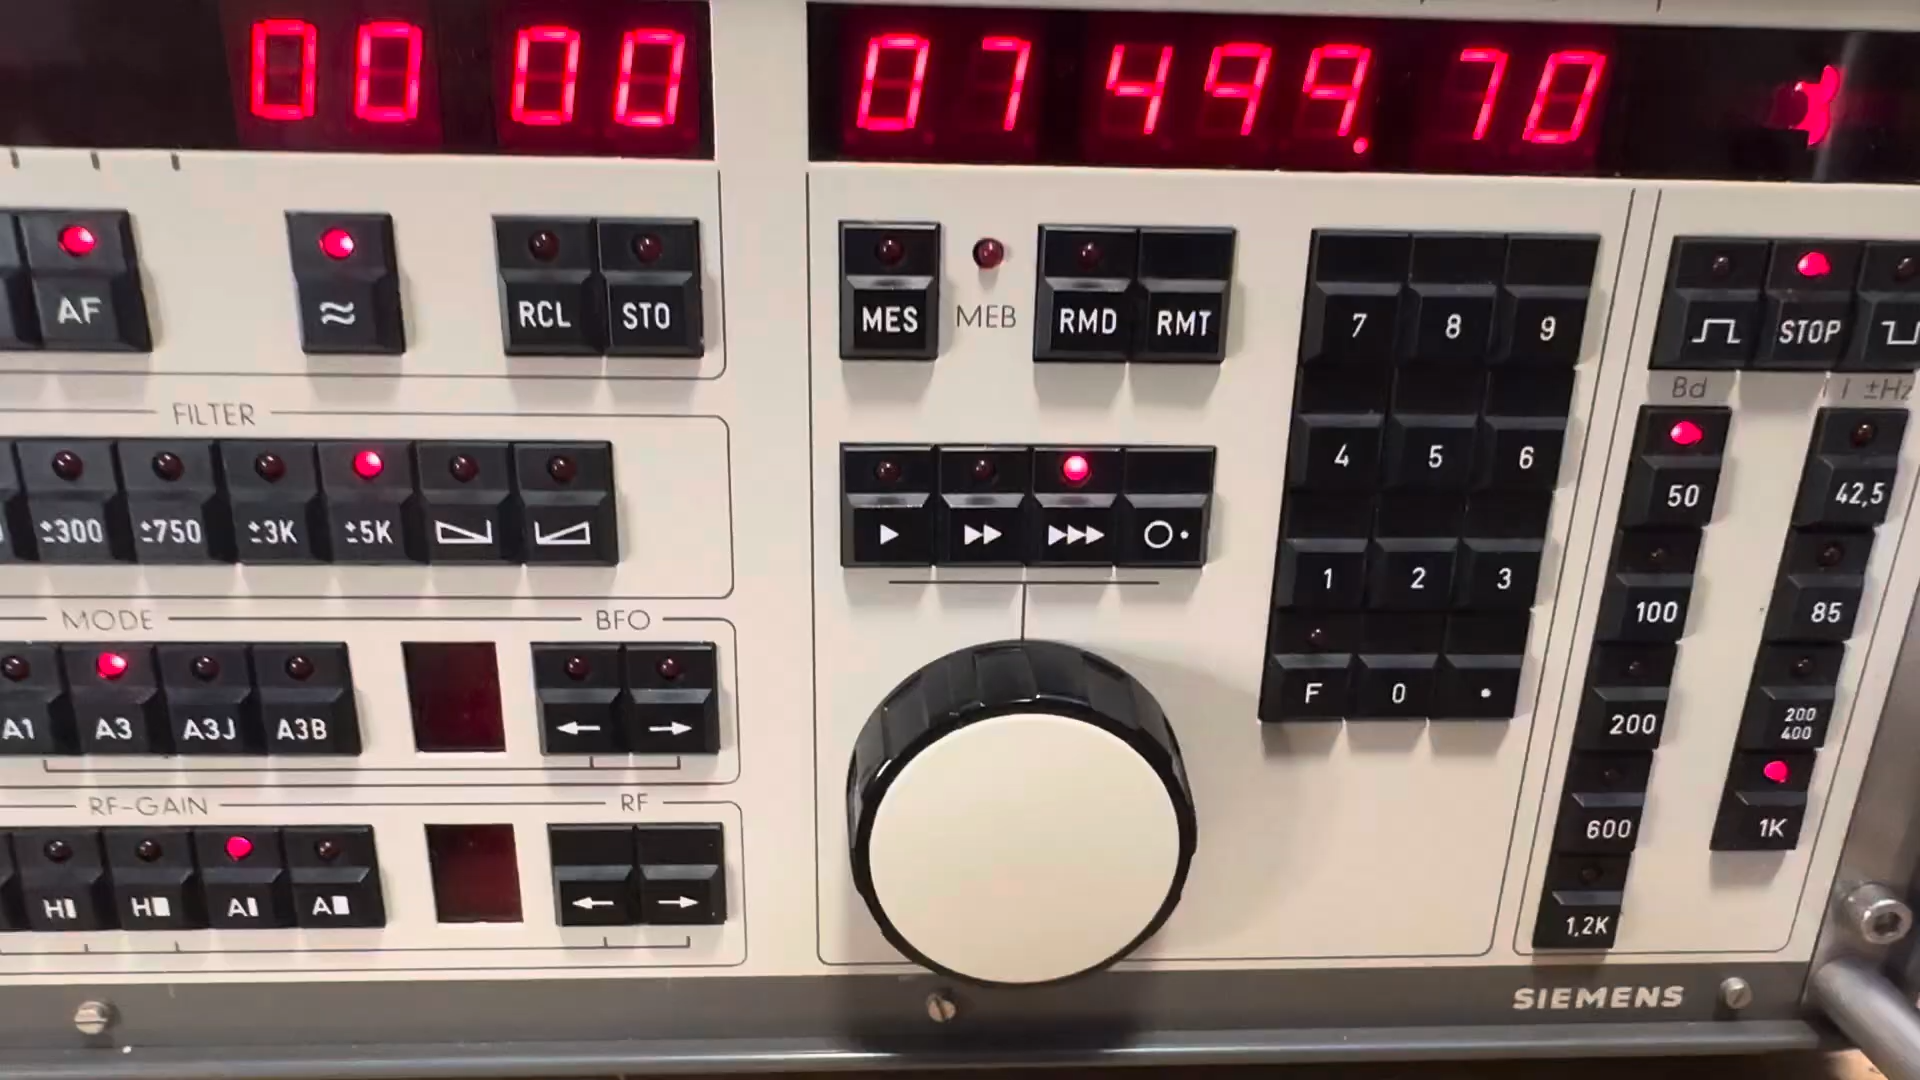 00 00
07 499.70
AF
RCL STO
MES MEB RMD RMT
7 8 9
STOP
Bd
±Hz
FILTER
±300 ±750 ±3K ±5K
4 5 6
50
42,5
1 2 3
100
85
MODE
BFO
A1 A3 A3J A3B
F 0 .
200
200
400
RF-GAIN
RF
600
1K
1,2K
SIEMENS